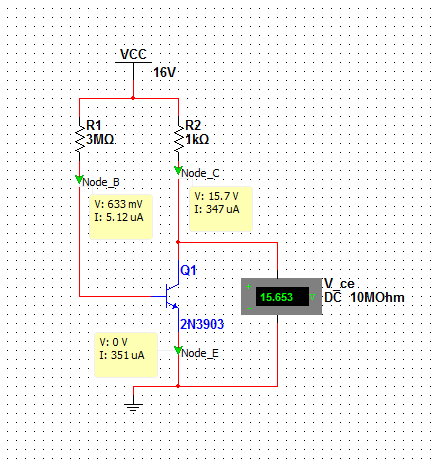 VCC
16V
R1
3MΩ
R2
1kΩ
Node_B
Node_C
V: 633 mV
I: 5.12 uA
V: 15.7 V
I: 347 uA
Q1
V_ce
+
15.653
V
-
DC 10MOhm
2N3903
V: 0 V
I: 351 uA
Node_E